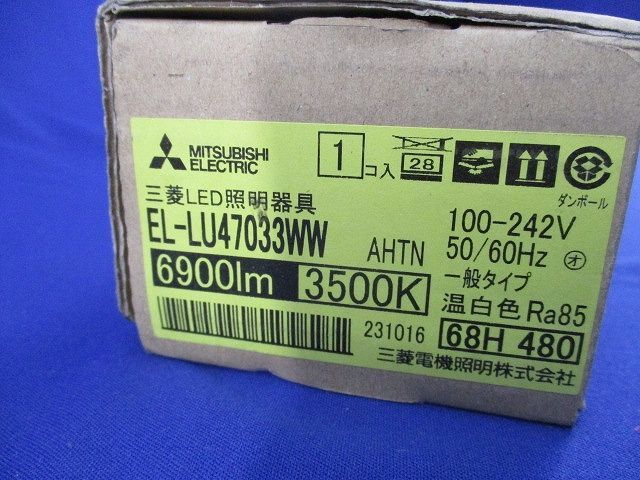 MITSUBISHI
ELECTRIC
1 コ入
28
ダンボール
三菱LED照明器具
EL-LU47033WW AHTN
100-242V
50/60Hz オ
6900lm 3500K
一般タイプ
温白色 Ra85
231016
68H 480
三菱電機照明株式会社